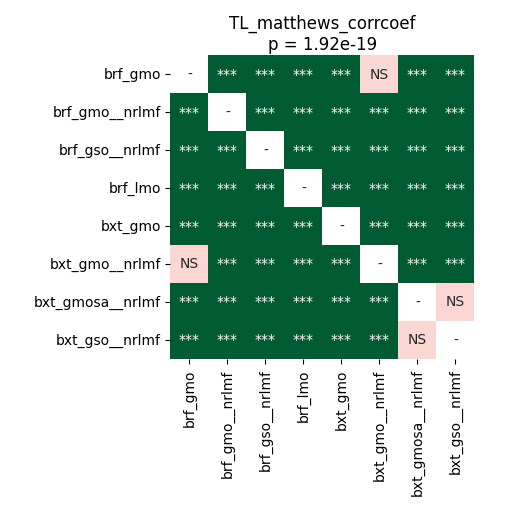 TL_matthews_corrcoef
p = 1.92e-19
brf_gmo - *** *** *** *** NS *** ***
brf_gmo__nrlmf *** - *** *** *** *** *** ***
brf_gso__nrlmf *** *** - *** *** *** *** ***
brf_lmo *** *** *** - *** *** *** ***
bxt_gmo *** *** *** *** - *** *** ***
bxt_gmo__nrlmf NS *** *** *** *** - *** ***
bxt_gmosa__nrlmf *** *** *** *** *** *** - NS
bxt_gso__nrlmf *** *** *** *** *** *** NS -
brf_gmo
brf_gmo__nrlmf
brf_gso__nrlmf
brf_lmo
bxt_gmo
bxt_gmo__nrlmf
bxt_gmosa__nrlmf
bxt_gso__nrlmf